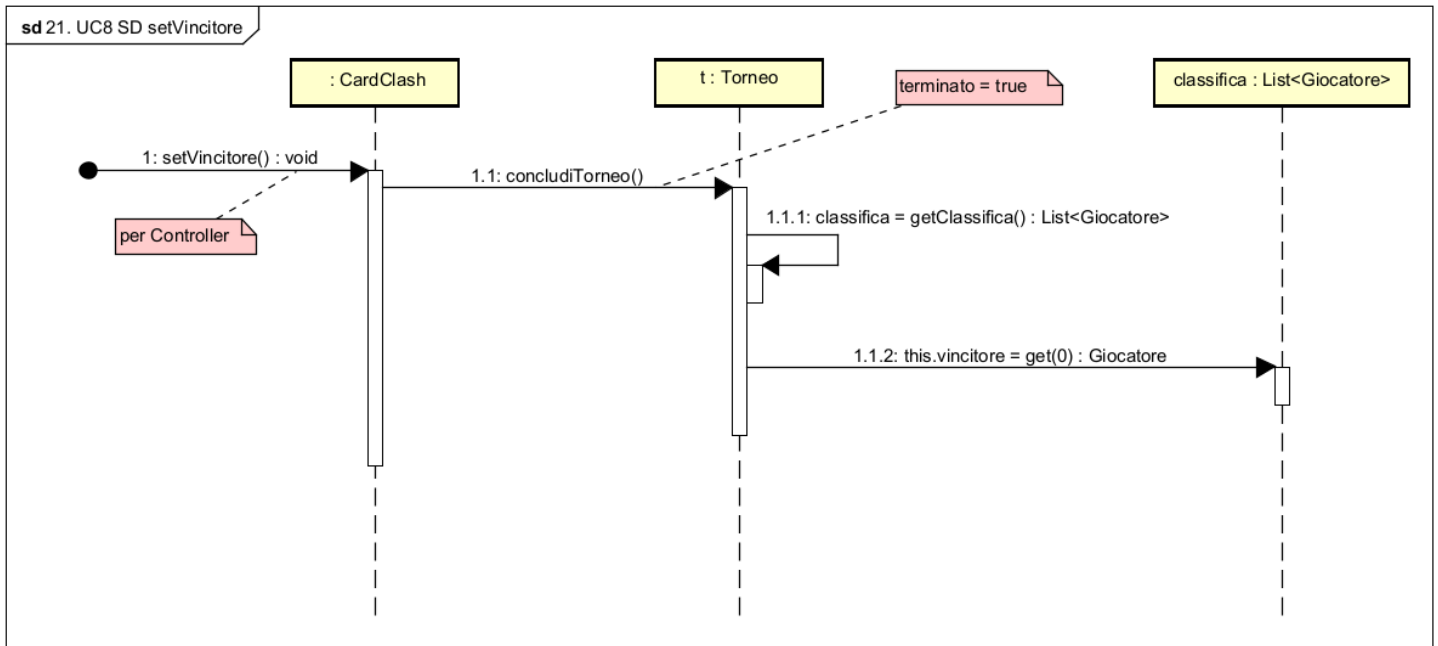 sd 21. UC8 SD setVincitore
: CardClash
t : Torneo
terminato = true
classifica : List<Giocatore>
1: setVincitore() : void
1.1: concludiTorneo()
per Controller
1.1.1: classifica = getClassifica() : List<Giocatore>
1.1.2: this.vincitore = get(0) : Giocatore